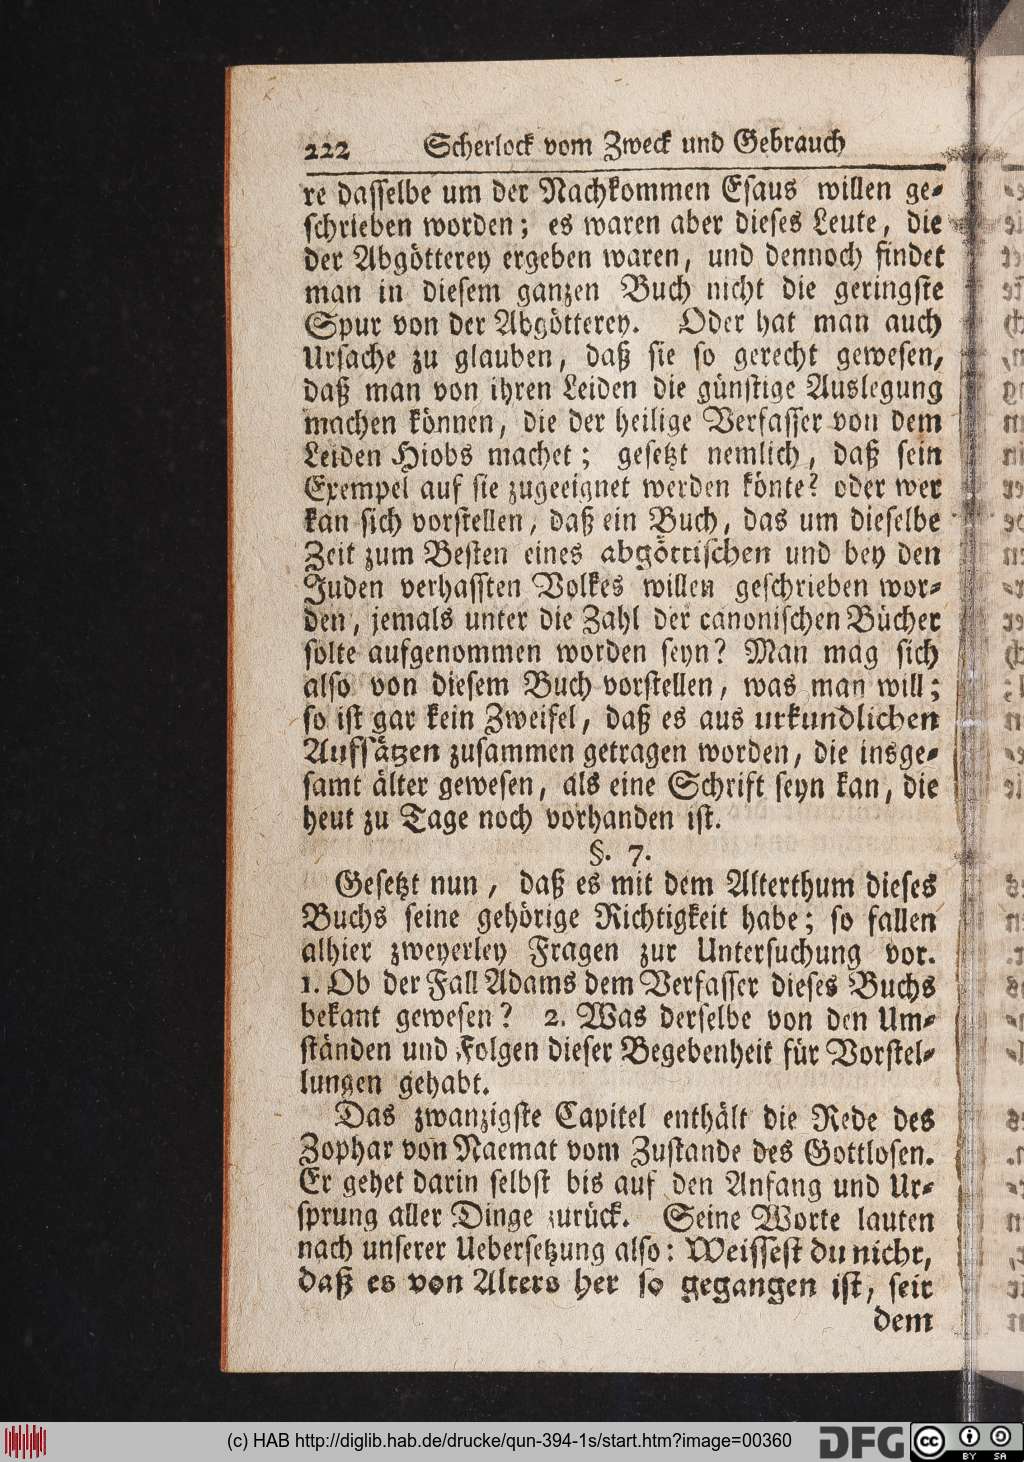 222 Scherlock vom Zweck und Gebrauch
re dasselbe um der Nachkommen Esaus willen ge-
schrieben worden; es waren aber dieses Leute, die
der Abgötterey ergeben waren, und dennoch findet
man in diesem ganzen Buch nicht die geringste
Spur von der Abgötterey. Oder hat man auch
Ursache zu glauben, daß sie so gerecht gewesen,
daß man von ihren Leiden die günstige Auslegung
machen können, die der heilige Verfasser von dem
Leiden Hiobs machet; gesetzt nemlich, daß sein
Exempel auf sie zugeeignet werden könte? oder wer
kan sich vorstellen, daß ein Buch, das um dieselbe
Zeit zum Besten eines abgöttischen und bey den
Juden verhassten Volkes willen geschrieben wor-
den, jemals unter die Zahl der canonischen Bücher
solte aufgenommen worden seyn? Man mag sich
also von diesem Buch vorstellen, was man will;
so ist gar kein Zweifel, daß es aus urkundlichen
Aufsätzen zusammen getragen worden, die insge-
samt älter gewesen, als eine Schrift seyn kan, die
heut zu Tage noch vorhanden ist.
§. 7.
Gesetzt nun, daß es mit dem Alterthum dieses
Buchs seine gehörige Richtigkeit habe; so fallen
alhier zweyerley Fragen zur Untersuchung vor.
1. Ob der Fall Adams dem Verfasser dieses Buchs
bekant gewesen? 2. Was derselbe von den Um-
ständen und Folgen dieser Begebenheit für Vorstel-
lungen gehabt.
Das zwanzigste Capitel enthält die Rede des
Zophar von Naemat vom Zustande des Gottlosen.
Er gehet darin selbst bis auf den Anfang und Ur-
sprung aller Dinge zurück. Seine Worte lauten
nach unserer Uebersetzung also: Weissest du nicht,
daß es von Alters her so gegangen ist, seit
dem
(c) HAB http://diglib.hab.de/drucke/qun-394-1s/start.htm?image=00360
DFG
cc BY SA